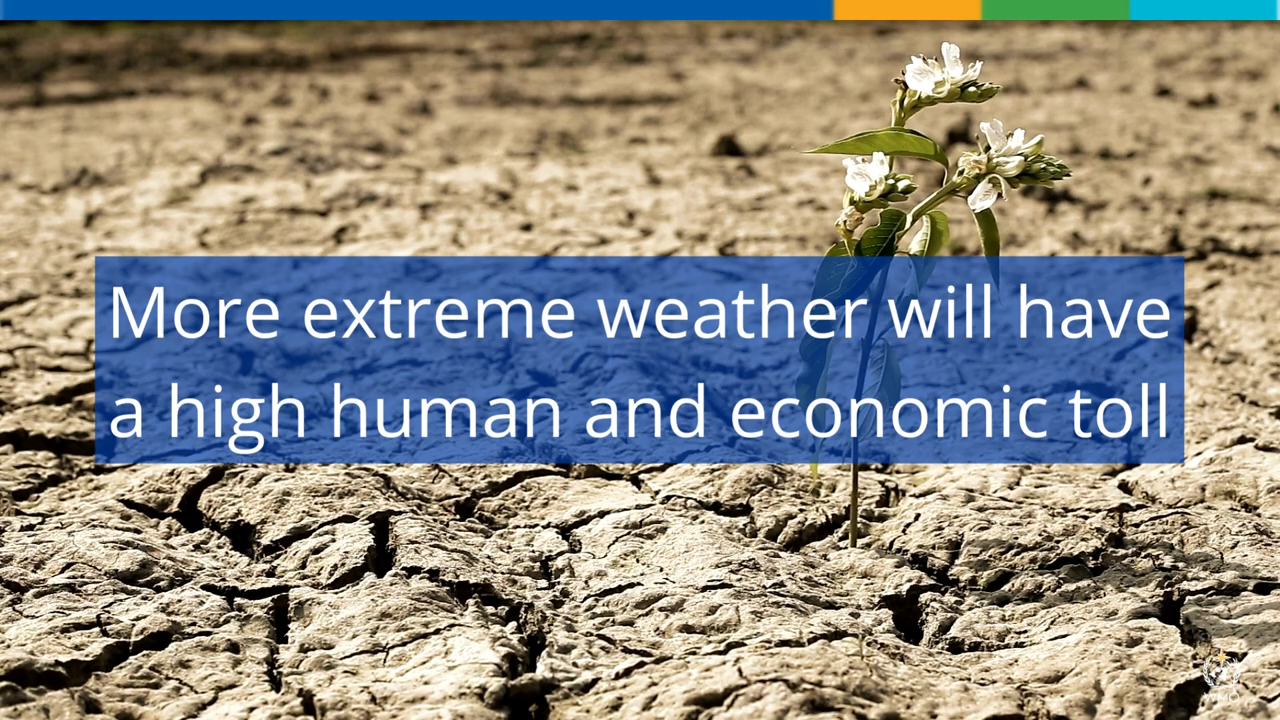 More extreme weather will have
a high human and economic toll